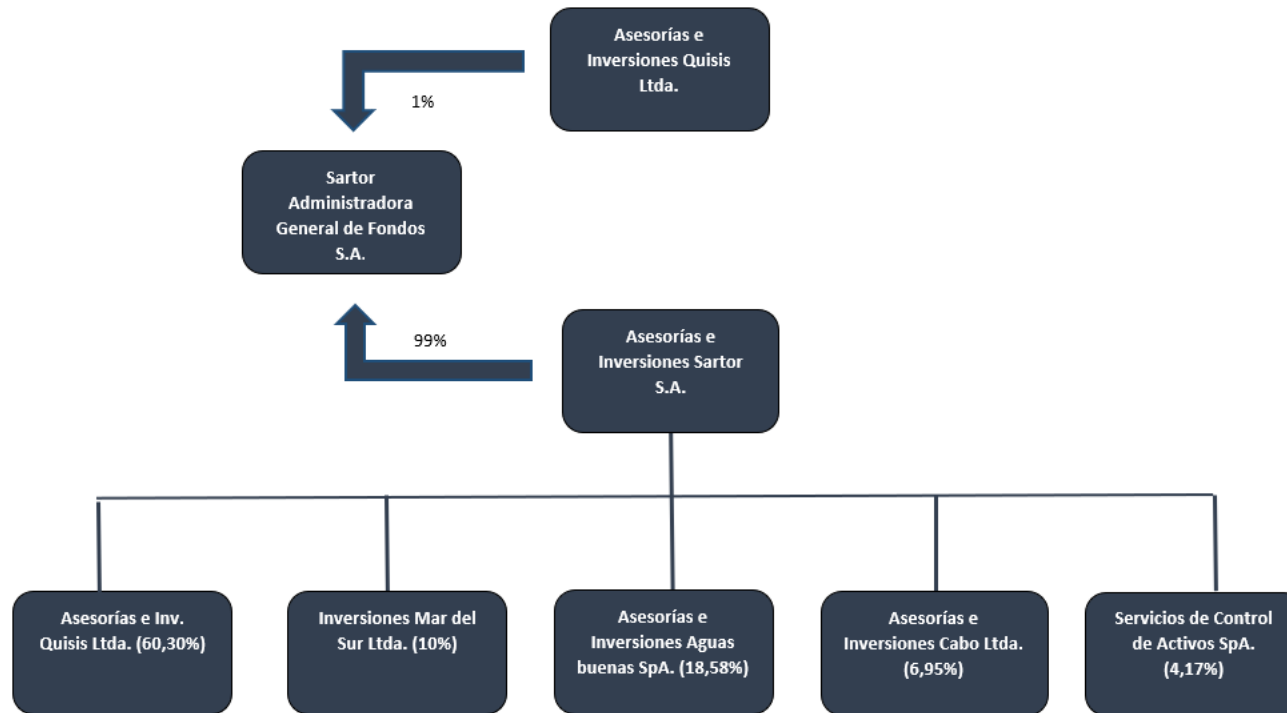 Asesorías e
Inversiones Quisis
Ltda.
1%
Sartor
Administradora
General de Fondos
S.A.
99%
Asesorías e
Inversiones Sartor
S.A.
Asesorías e Inv.
Quisis Ltda. (60,30%)
Inversiones Mar del
Sur Ltda. (10%)
Asesorías e
Inversiones Aguas
buenas SpA. (18,58%)
Asesorías e
Inversiones Cabo Ltda.
(6,95%)
Servicios de Control
de Activos SpA.
(4,17%)